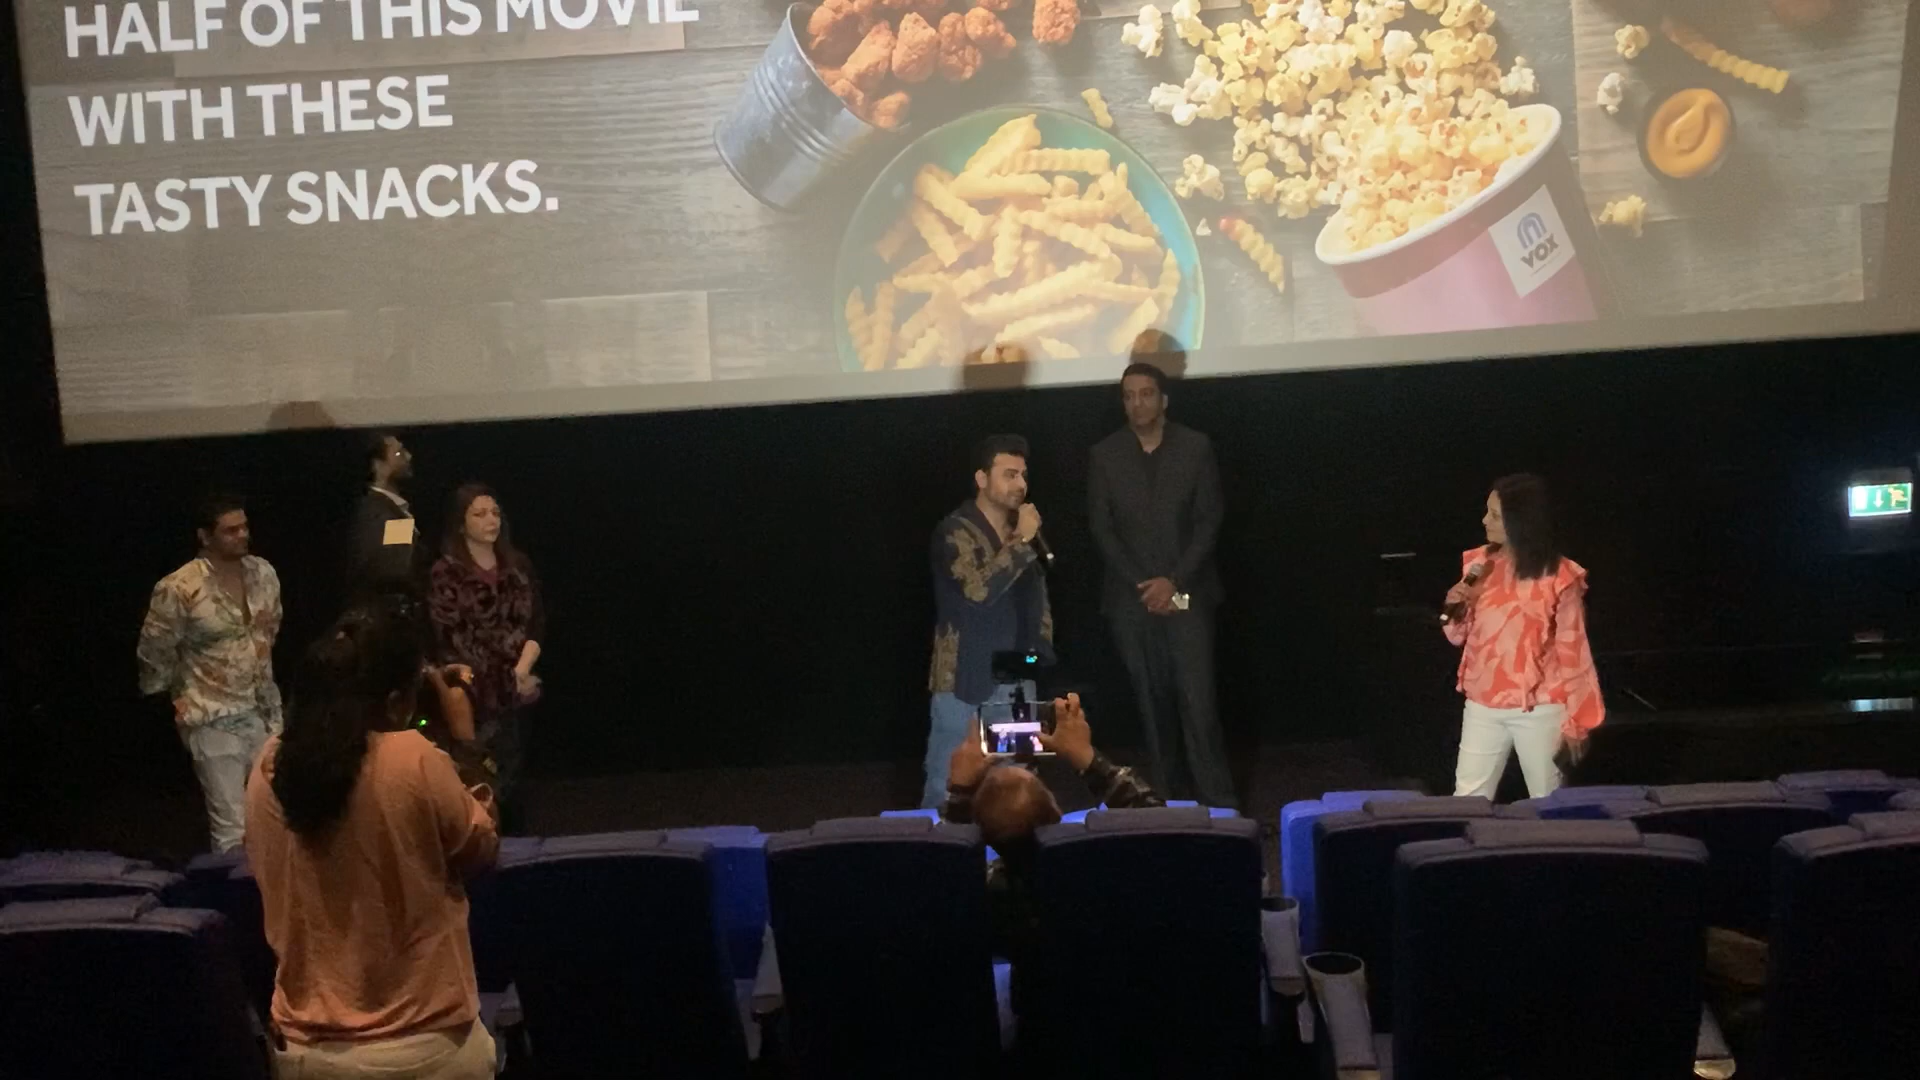 HALF OF THIS MOVIE
WITH THESE
TASTY SNACKS.
VOX